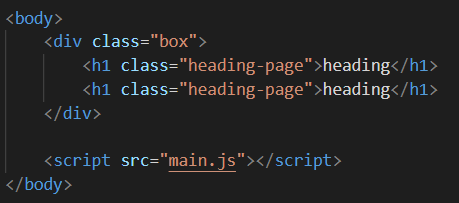 <body>
<div class="box">
<h1 class="heading-page">heading</h1>
<h1 class="heading-page">heading</h1>
</div>
<script src="main.js"></script>
</body>